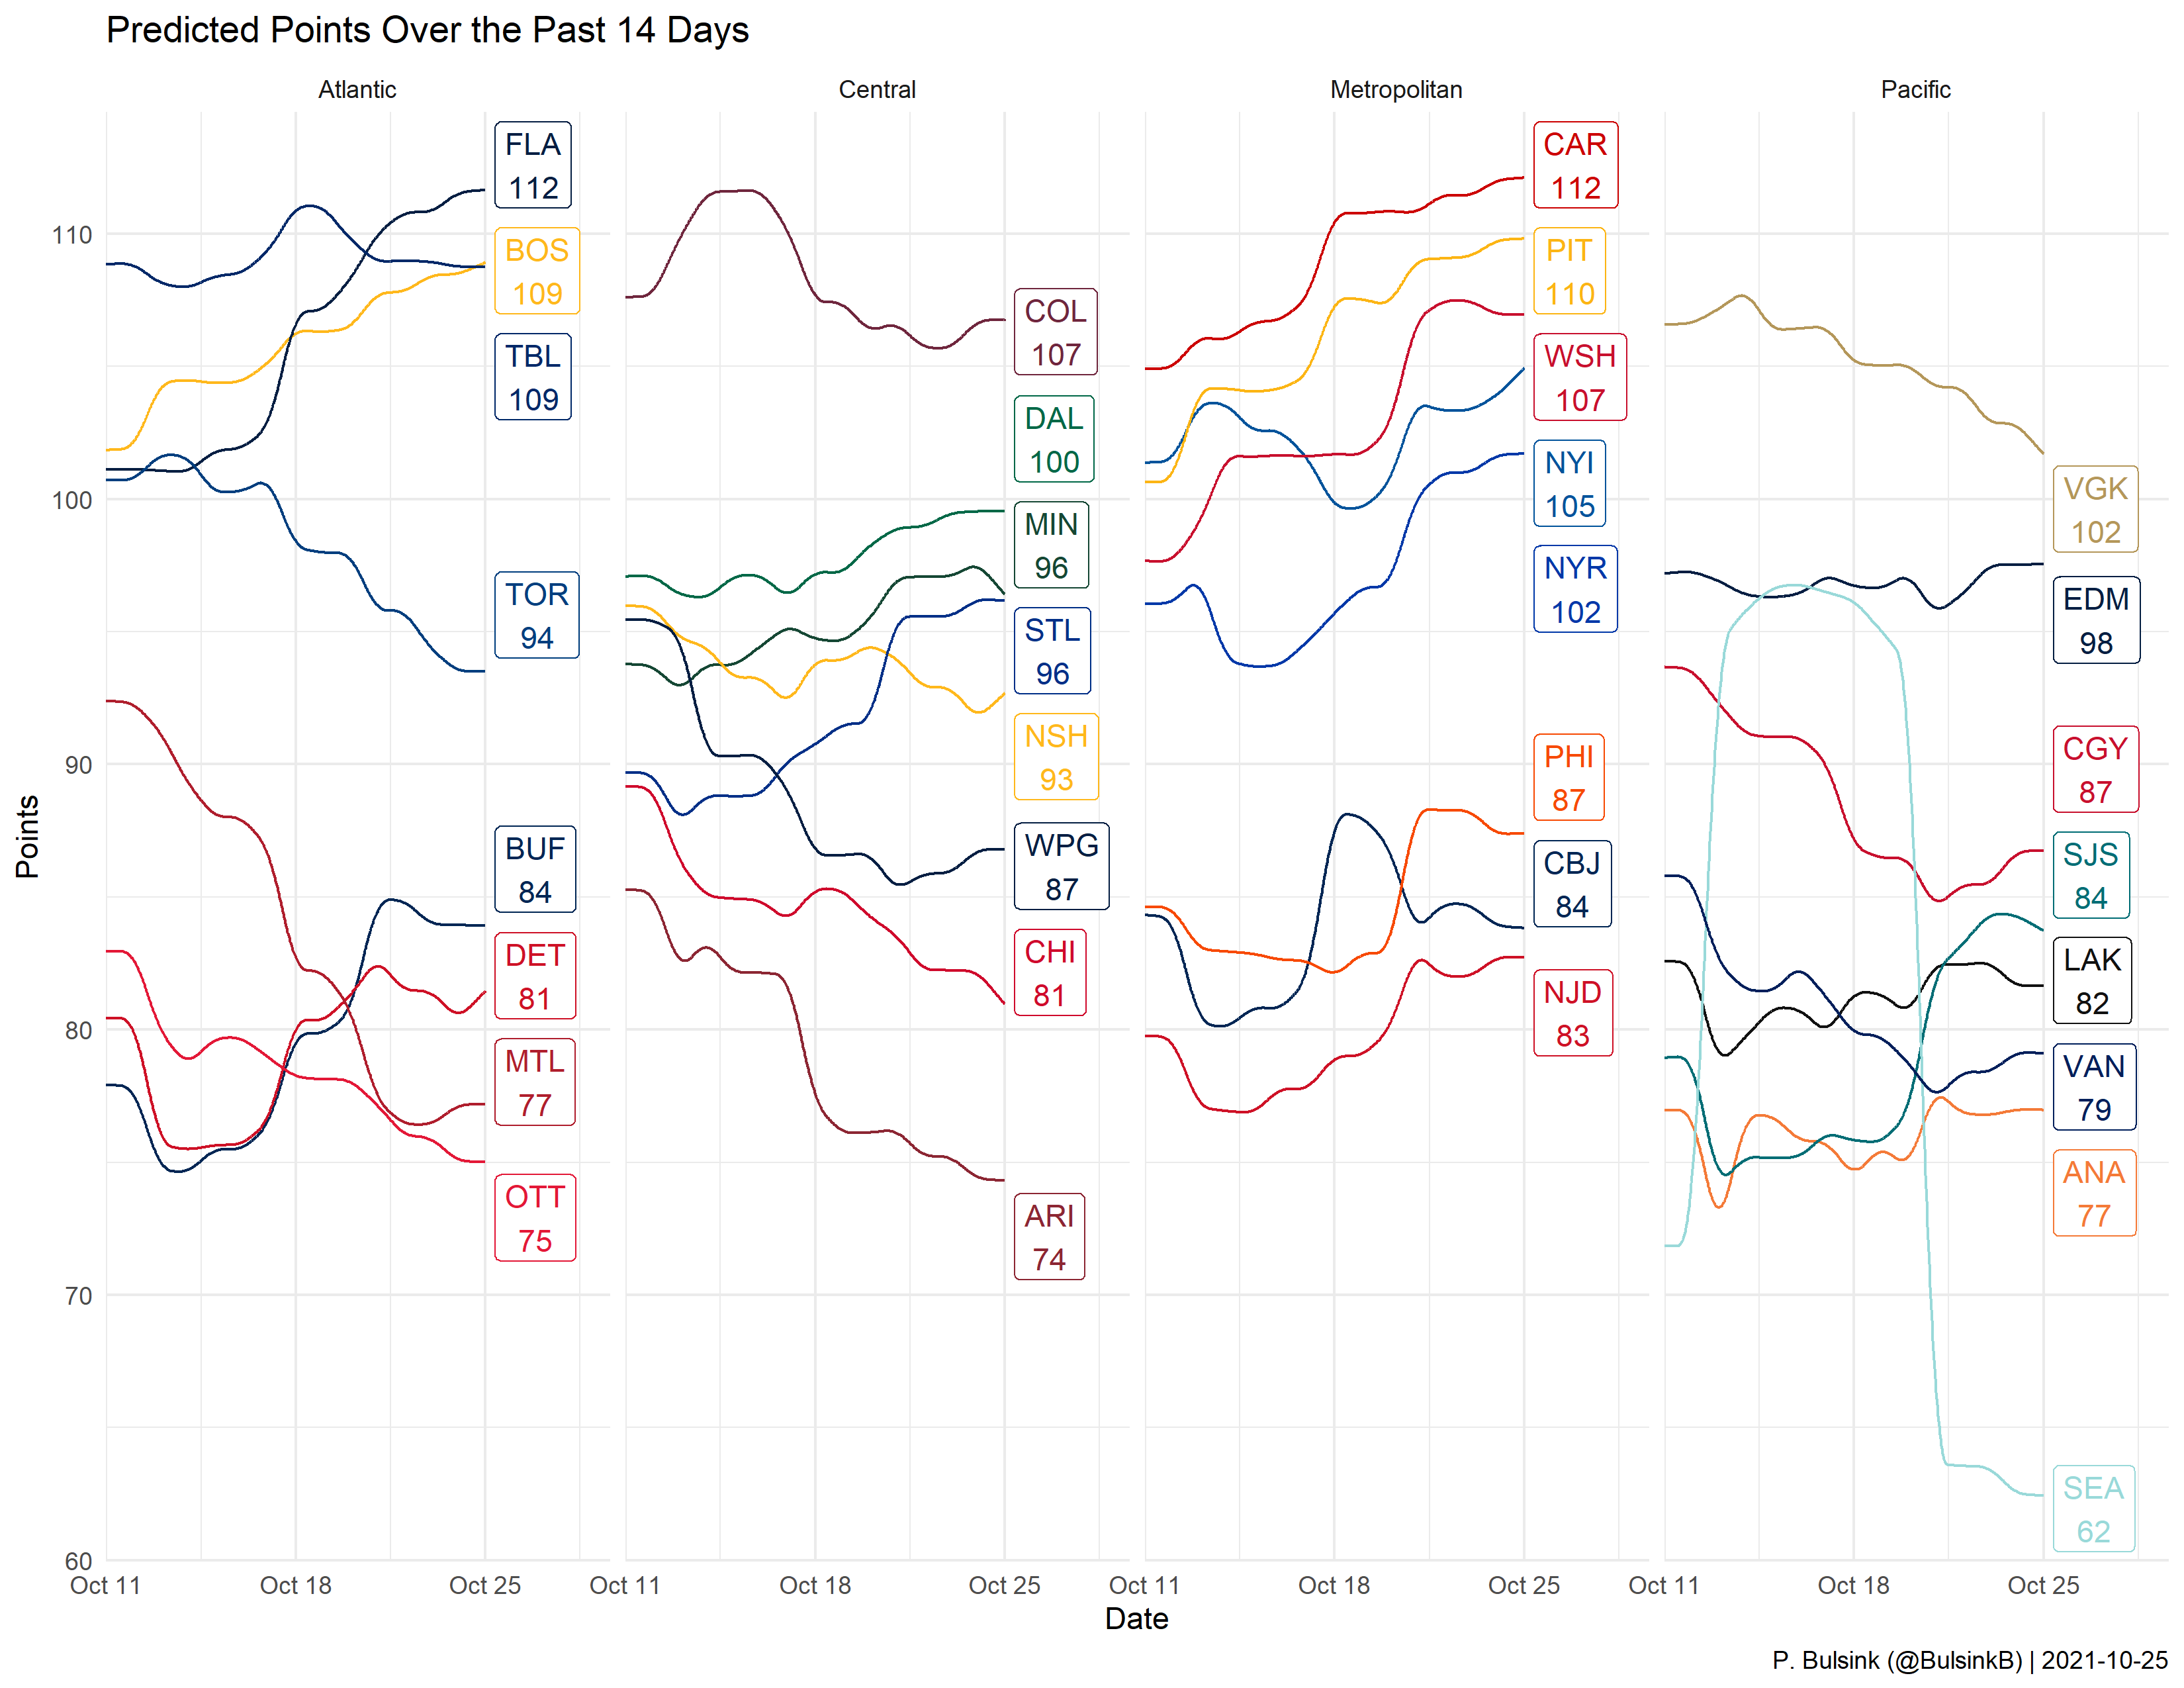 Predicted Points Over the Past 14 Days
Atlantic
Central
Metropolitan
Pacific
Points
110
100
90
80
70
60
FLA
112
BOS
109
TBL
109
TOR
94
BUF
84
DET
81
MTL
77
OTT
75
COL
107
DAL
100
MIN
96
STL
96
NSH
93
WPG
87
CHI
81
ARI
74
CAR
112
PIT
110
WSH
107
NYI
105
NYR
102
PHI
87
CBJ
84
NJD
83
VGK
102
EDM
98
CGY
87
SJS
84
LAK
82
VAN
79
ANA
77
SEA
62
Oct 11 Oct 18 Oct 25 Oct 11 Oct 18 Oct 25 Oct 11 Oct 18 Oct 25 Oct 11 Oct 18 Oct 25
Date
P. Bulsink (@BulsinkB) | 2021-10-25